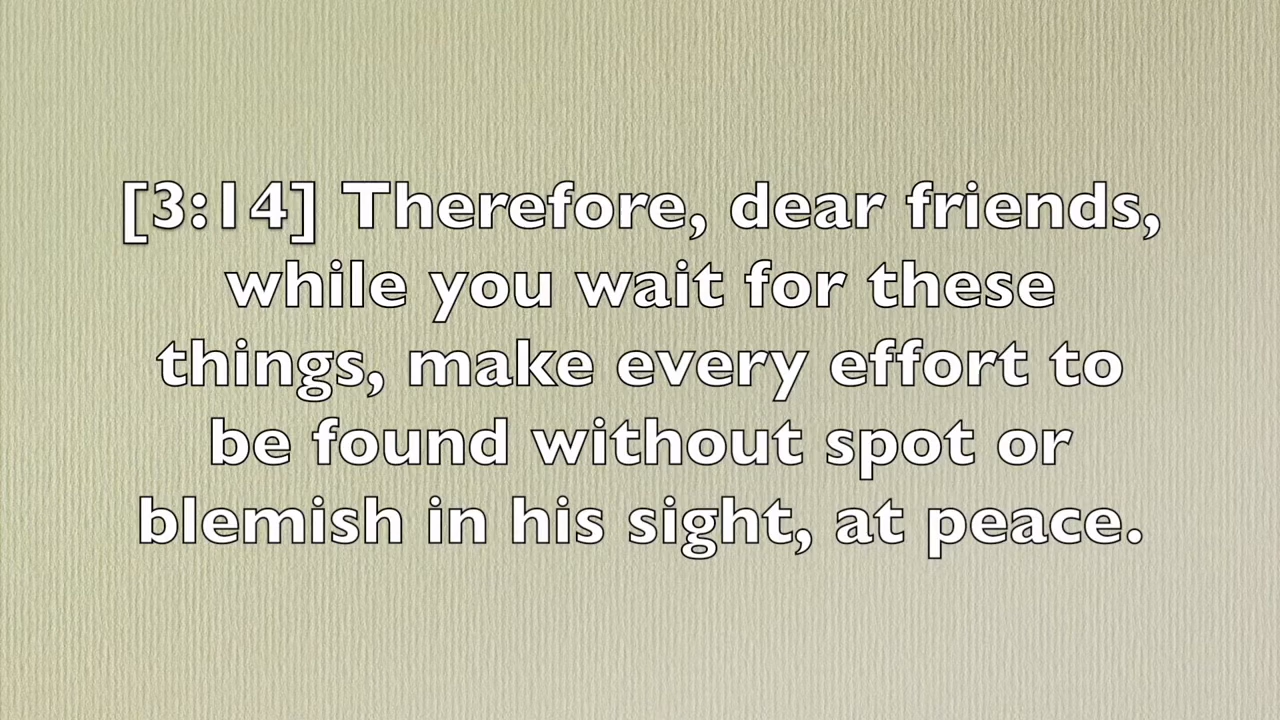 [3:14] Therefore, dear friends,
while you wait for these
things, make every effort to
be found without spot or
blemish in his sight, at peace.